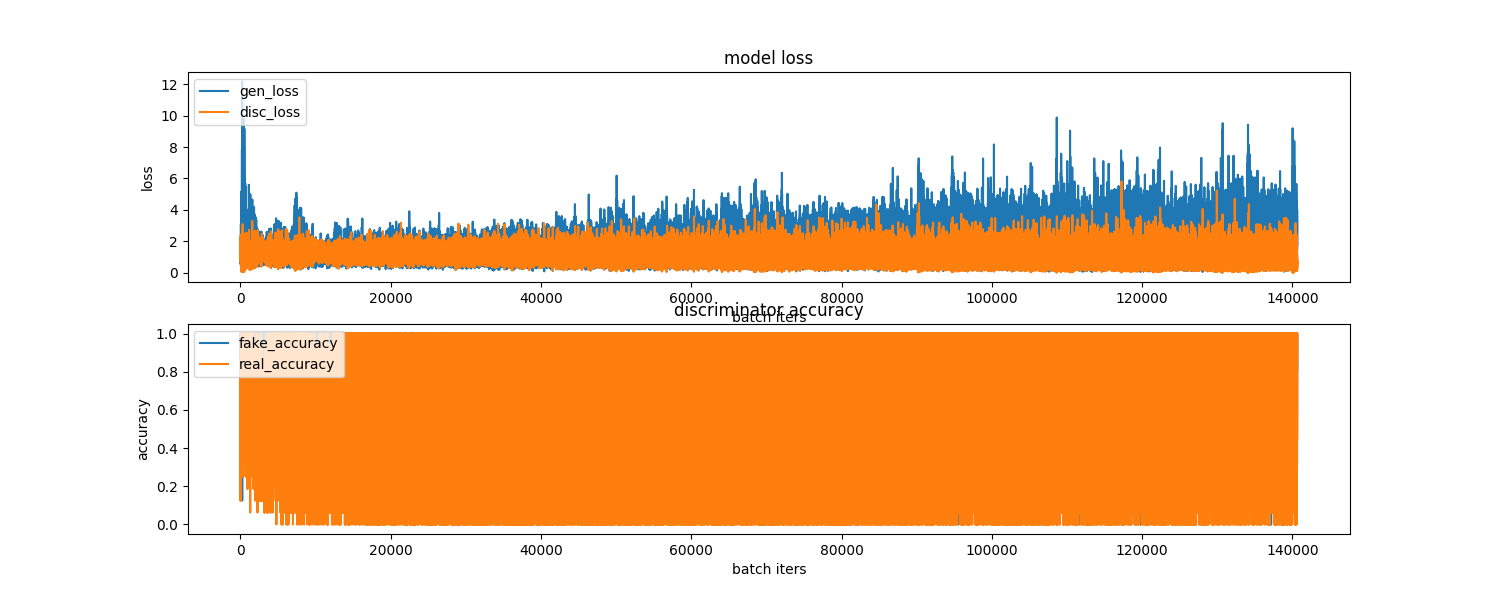 model loss
gen_loss
disc_loss
12
10
8
6
4
2
0
loss
0 20000 40000 60000 80000 100000 120000 140000
batch iters
discriminator accuracy
fake_accuracy
real_accuracy
1.0
0.8
0.6
0.4
0.2
0.0
accuracy
0 20000 40000 60000 80000 100000 120000 140000
batch iters